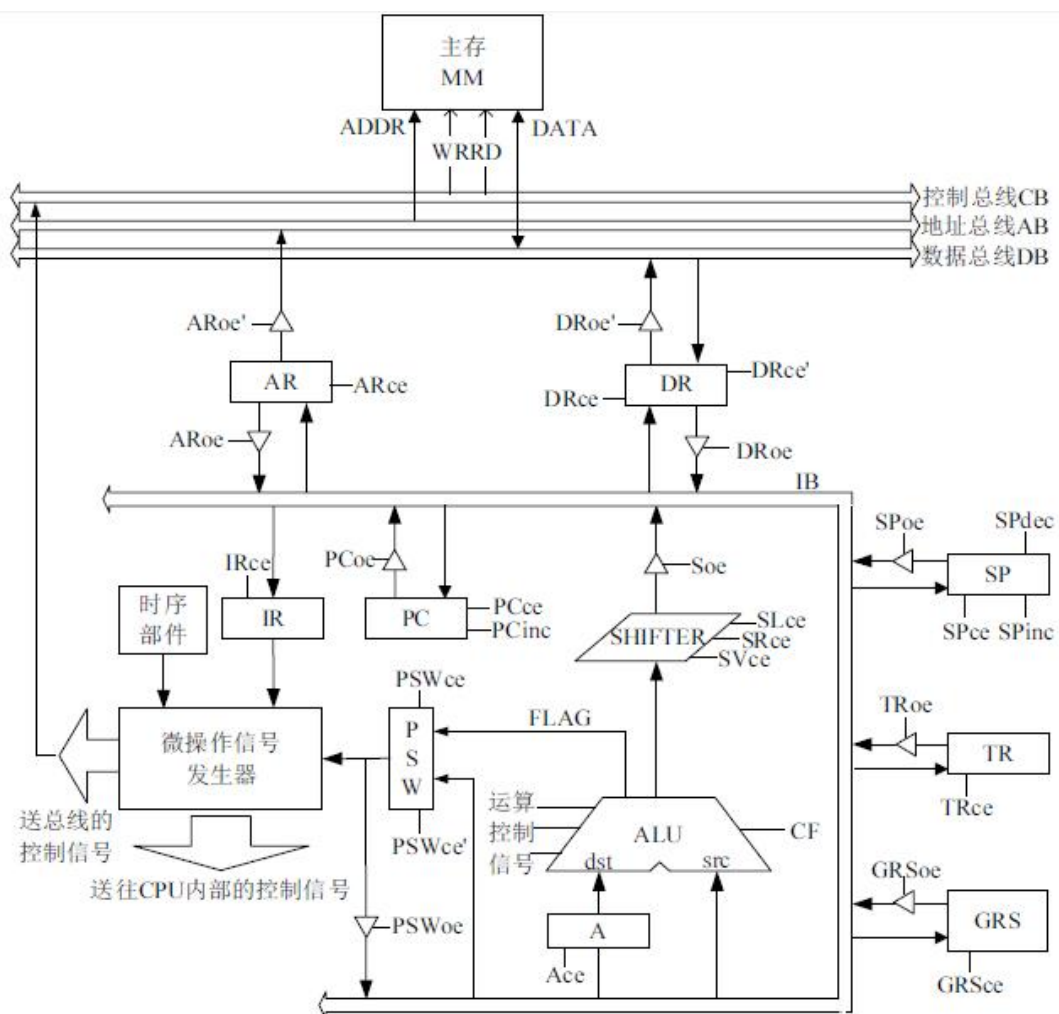 主存
MM
ADDR
WRRD
DATA
控制总线CB
地址总线AB
数据总线DB
ARoe'
AR
ARce
ARoe
DRoe'
DRce'
DR
DRce
DRoe
IB
SPoe
SPdec
SP
SPce
SPinc
IRce
IR
时序
部件
PCoe
PC
PCce
PCinc
Soe
SHIFTER
SLce
SRce
SVce
PSWce
P
S
W
PSWce'
FLAG
TRoe
TR
TRce
微操作信号
发生器
运算
控制
信号
ALU
CF
dst
src
送总线的
控制信号
送往CPU内部的控制信号
PSWoe
A
Ace
GRSoe
GRS
GRSce